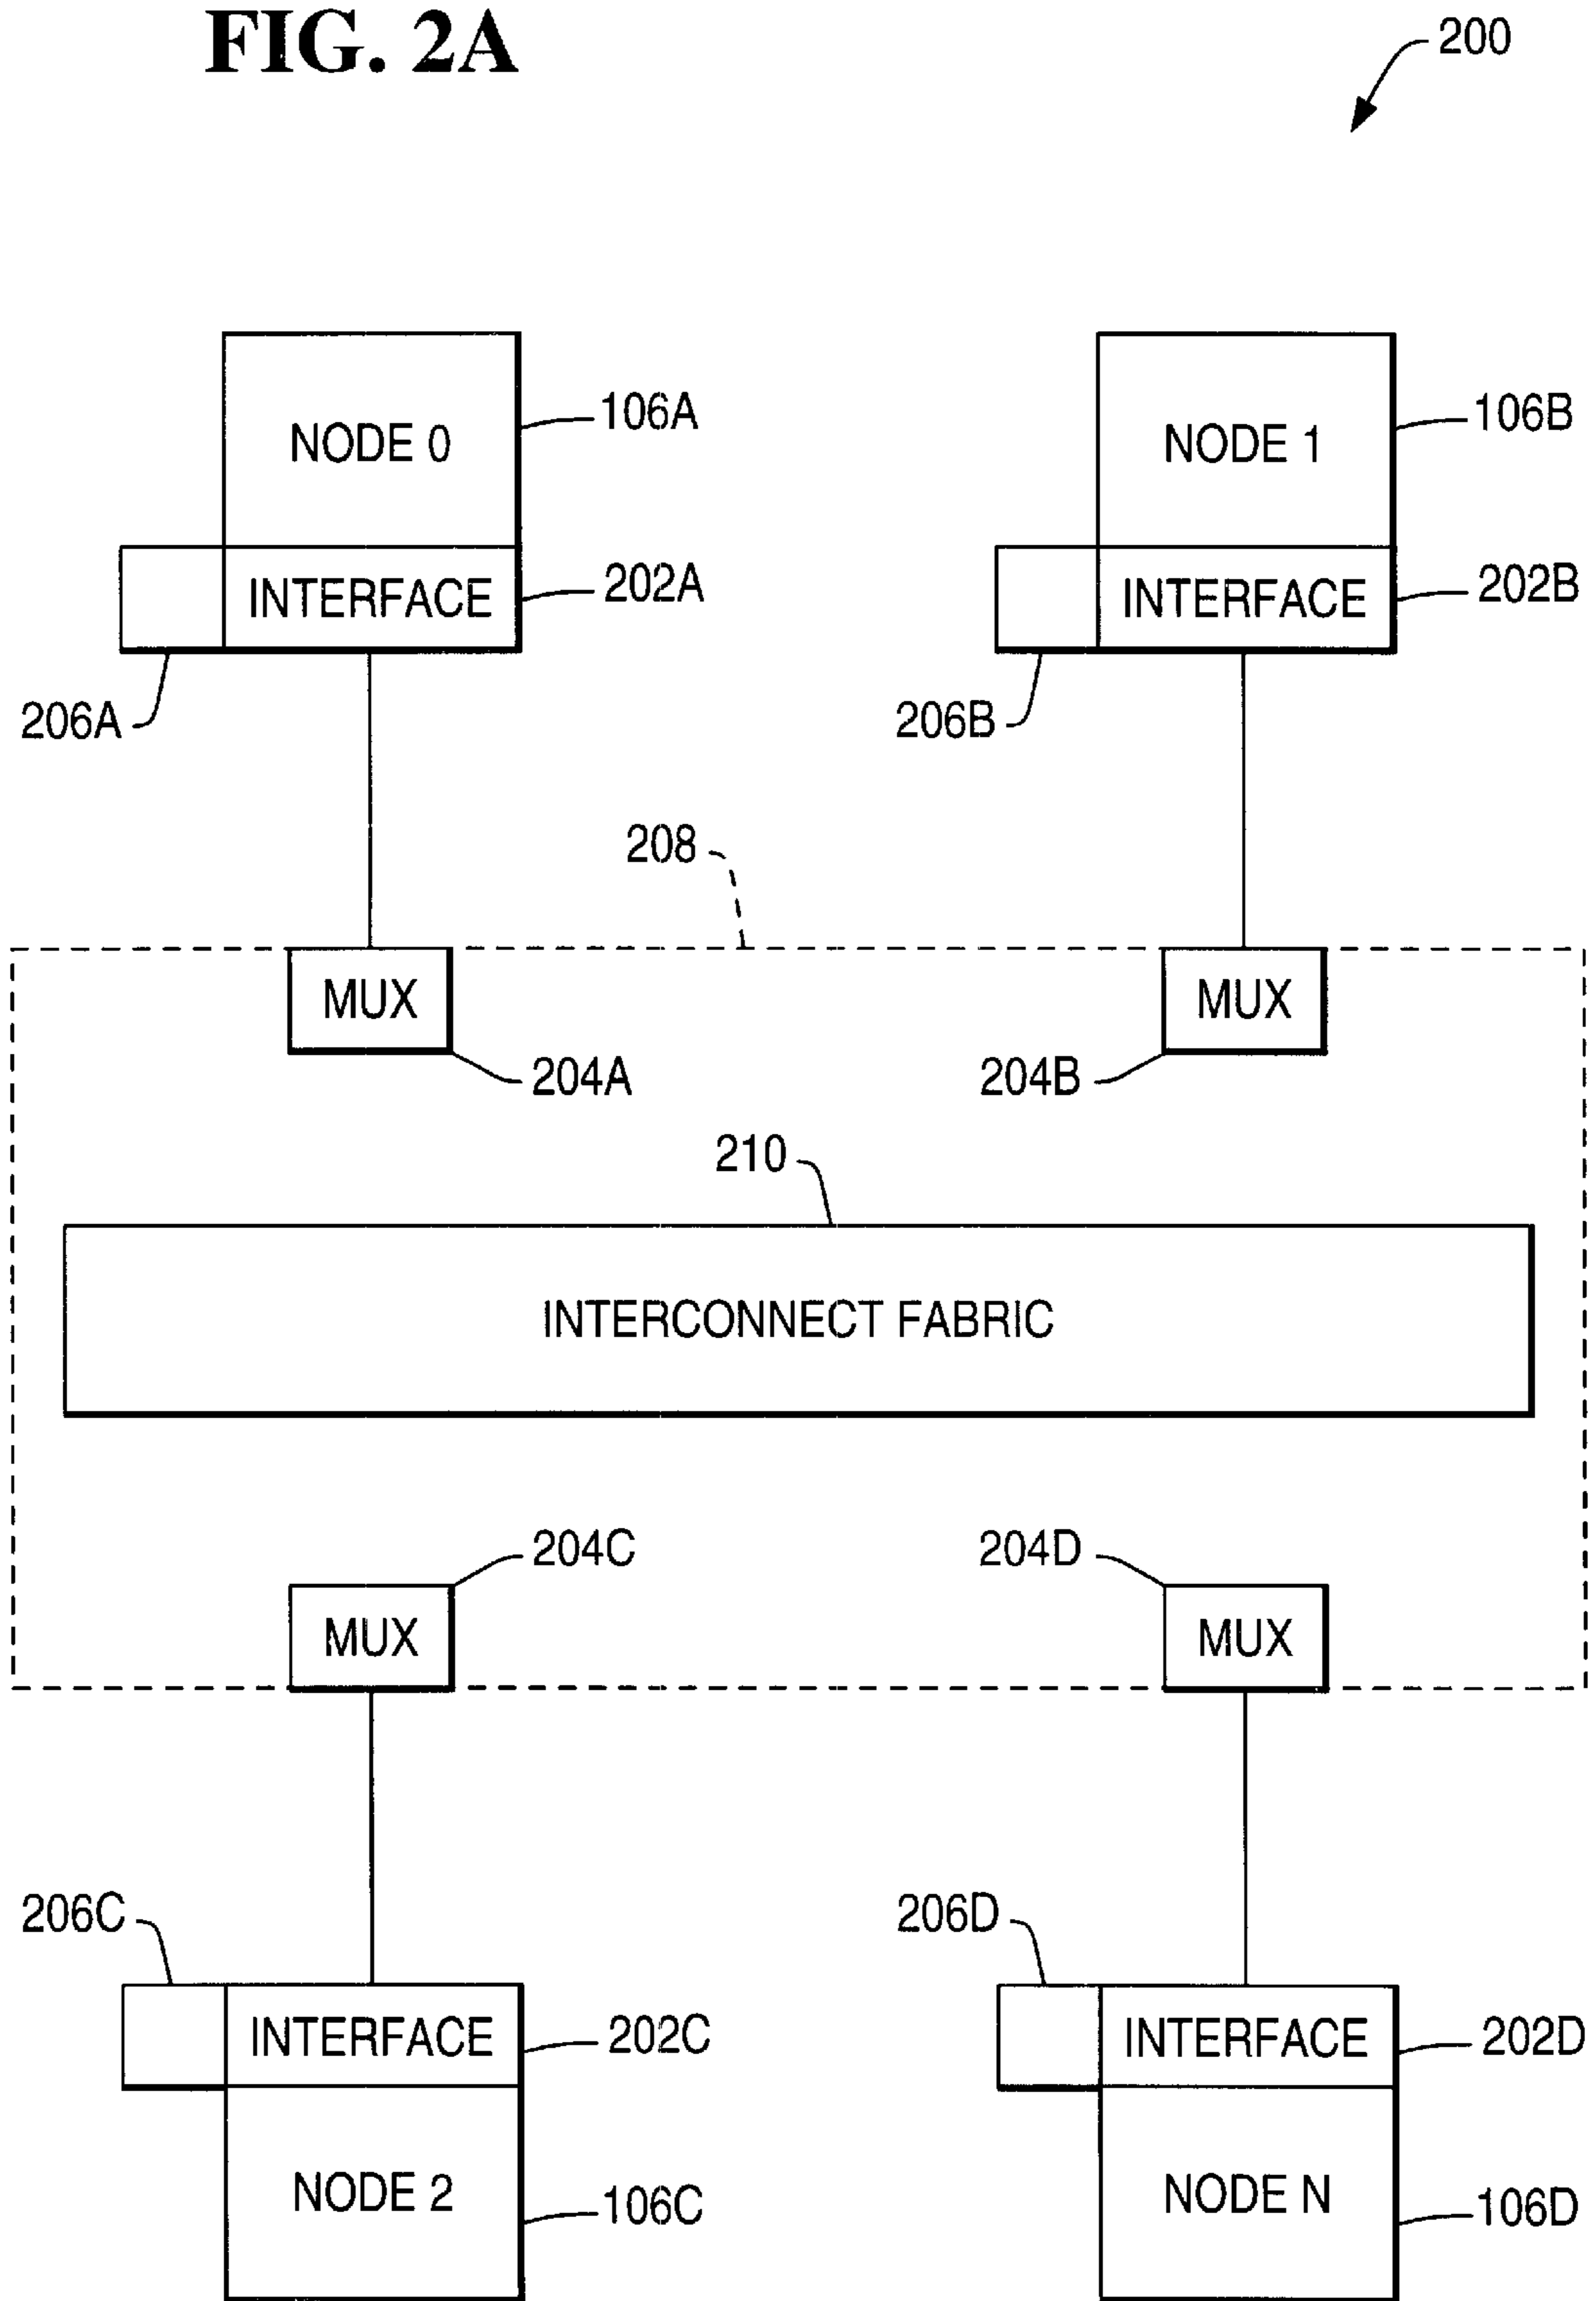 FIG. 2A
200
NODE 0
106A
NODE 1
106B
INTERFACE
202A
INTERFACE
202B
206A
206B
208
MUX
MUX
204A
204B
210
INTERCONNECT FABRIC
204C
204D
MUX
MUX
206C
206D
INTERFACE
202C
INTERFACE
202D
NODE 2
106C
NODE N
106D